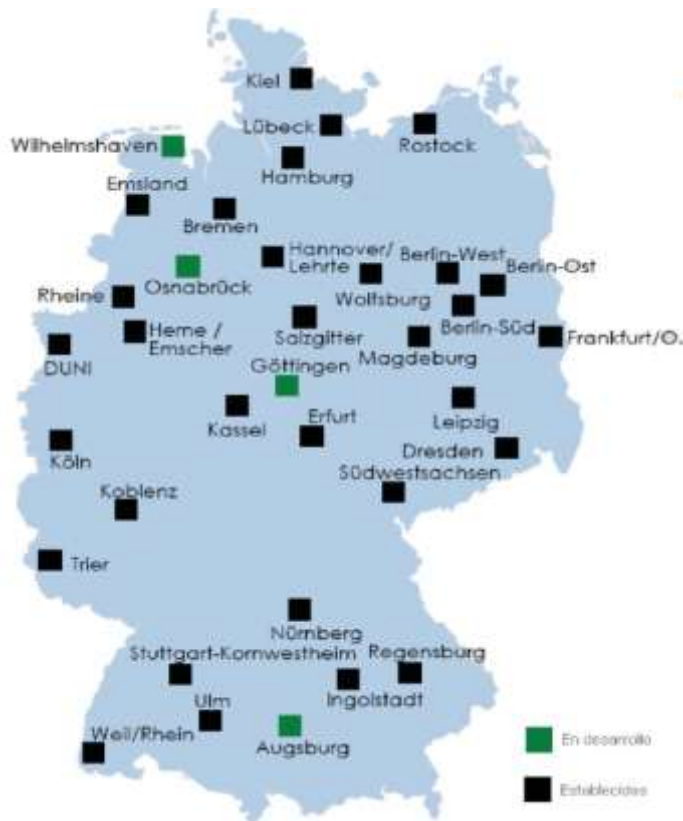 Kiel
Lübeck
Rostock
Wilhelmshaven
Hamburg
Emsland
Bremen
Hannover/
Lehrte
Berlin-West
Berlin-Ost
Osnabrück
Wolfsburg
Rheine
Salzgitter
Berlin-Süd
Herne /
Emscher
Magdeburg
Frankfurt/O.
DUNI
Göttingen
Kassel
Erfurt
Leipzig
Köln
Dresden
Südwestsachsen
Koblenz
Trier
Nürnberg
Stuttgart-Kornwestheim
Regensburg
Ingolstadt
Ulm
Weil/Rhein
Augsburg
En desarrollo
Establecidos